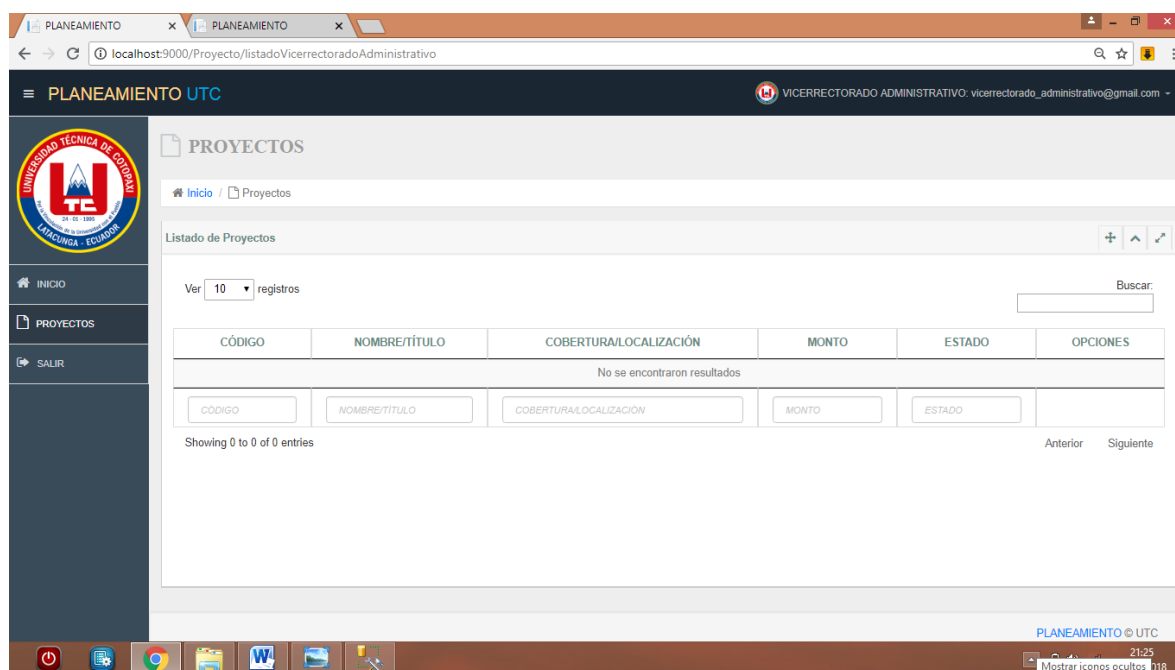 PLANEAMIENTO PLANEAMIENTO
localhost:9000/Proyecto/listadoVicerrectoradoAdministrativo
PLANEAMIENTO UTC VICERRECTORADO ADMINISTRATIVO: vicerrectorado_administrativo@gmail.com
UNIVERSIDAD TÉCNICA DE COTOPAXI
UTC
24 - 01 - 1995
LATACUNGA - ECUADOR
INICIO
PROYECTOS
SALIR
PROYECTOS
Inicio / Proyectos
Listado de Proyectos
Ver 10 registros
Buscar:
CÓDIGO NOMBRE/TÍTULO COBERTURA/LOCALIZACIÓN MONTO ESTADO OPCIONES
No se encontraron resultados
CÓDIGO NOMBRE/TÍTULO COBERTURA/LOCALIZACIÓN MONTO ESTADO
Showing 0 to 0 of 0 entries Anterior Siguiente
PLANEAMIENTO © UTC
21:25
Mostrar iconos ocultos